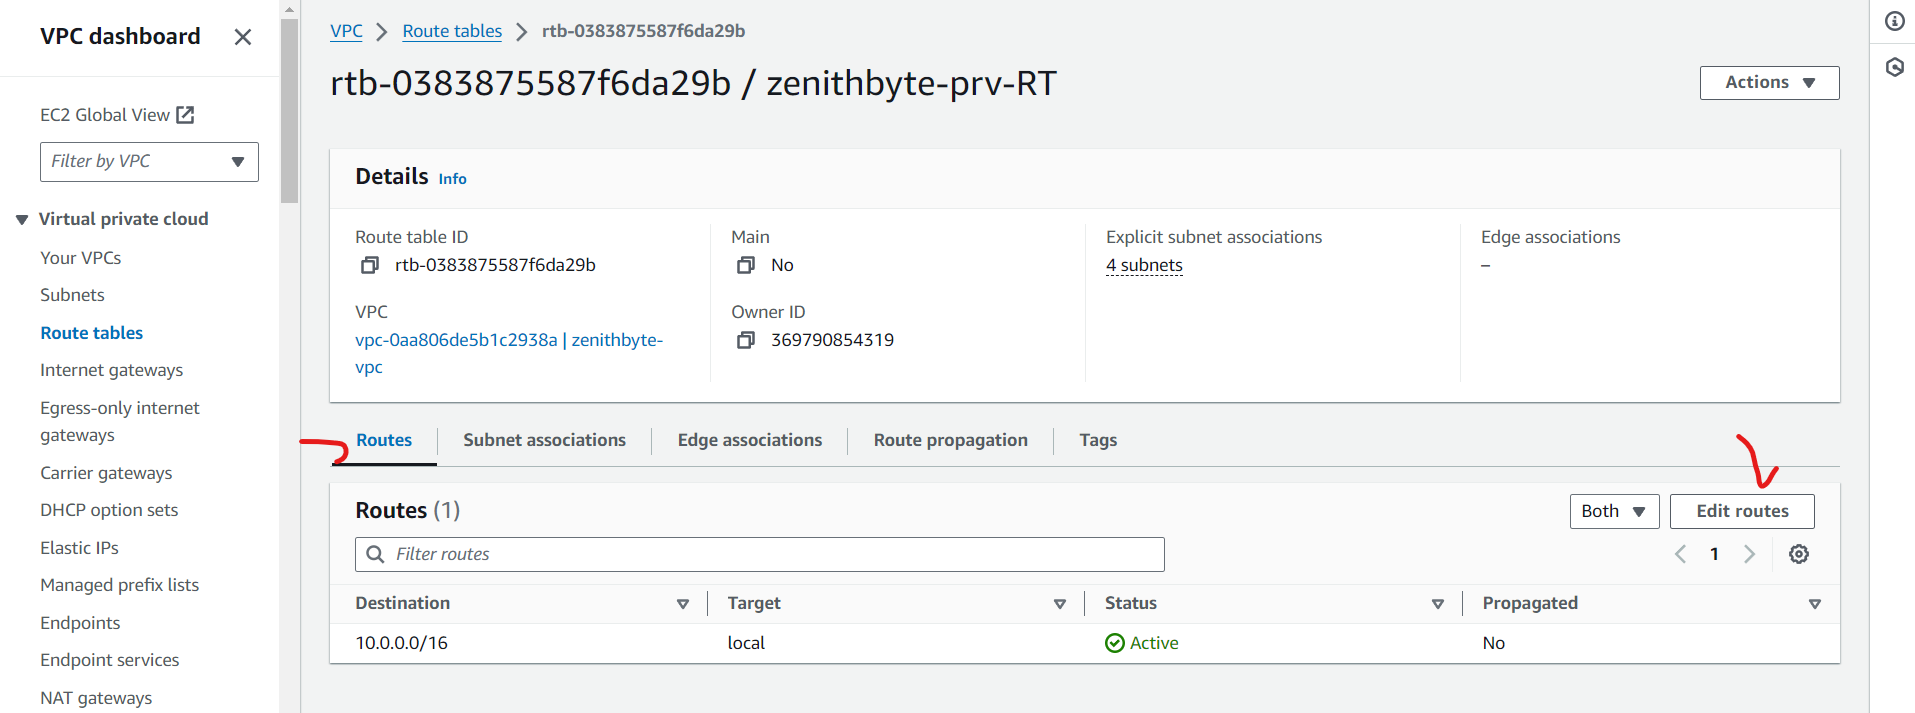 VPC dashboard
EC2 Global View
Filter by VPC
Virtual private cloud
Your VPCs
Subnets
Route tables
Internet gateways
Egress-only internet
gateways
Carrier gateways
DHCP option sets
Elastic IPs
Managed prefix lists
Endpoints
Endpoint services
NAT gateways
VPC Route tables rtb-0383875587f6da29b
rtb-0383875587f6da29b / zenithbyte-prv-RT
Actions
Details Info
Route table ID
rtb-0383875587f6da29b
Main
No
Explicit subnet associations
4 subnets
Edge associations
–
VPC
vpc-0aa806de5b1c2938a | zenithbyte-
vpc
Owner ID
369790854319
Routes Subnet associations Edge associations Route propagation Tags
Routes (1)
Both Edit routes
Filter routes
1
Destination Target Status Propagated
10.0.0.0/16 local Active No